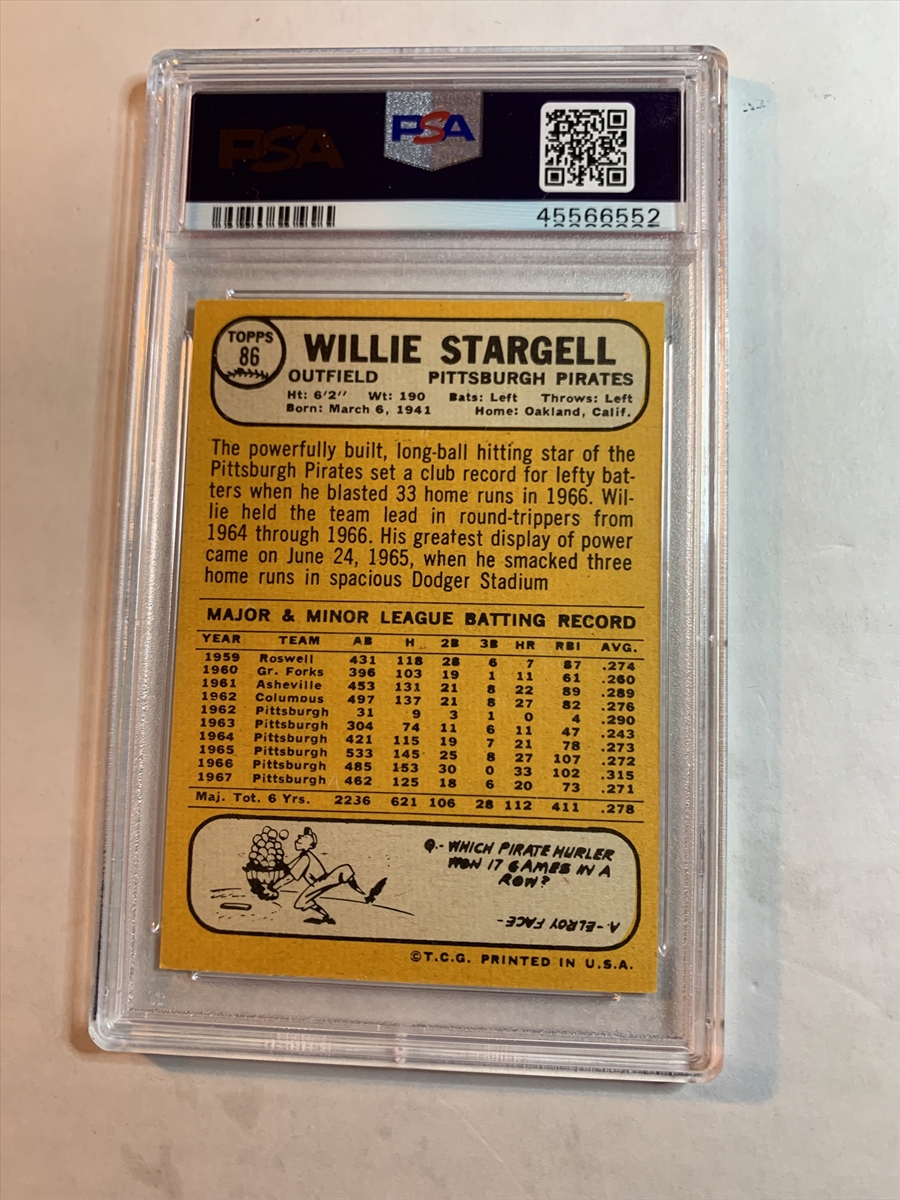 PSA PSA
45566552
TOPPS
86
WILLIE STARGELL
OUTFIELD PITTSBURGH PIRATES
Ht: 6'2" Wt: 190 Bats: Left Throws: Left
Born: March 6, 1941 Home: Oakland, Calif.
The powerfully built, long-ball hitting star of the
Pittsburgh Pirates set a club record for lefty bat-
ters when he blasted 33 home runs in 1966. Wil-
lie held the team lead in round-trippers from
1964 through 1966. His greatest display of power
came on June 24, 1965, when he smacked three
home runs in spacious Dodger Stadium
MAJOR & MINOR LEAGUE BATTING RECORD
YEAR TEAM AB H 2B 3B HR RBI AVG.
1959 Roswell 431 118 28 6 7 87 .274
1960 Gr. Forks 396 103 19 1 11 61 .260
1961 Asheville 453 131 21 8 22 89 .289
1962 Columbus 497 137 21 8 27 82 .276
1962 Pittsburgh 31 9 3 1 0 4 .290
1963 Pittsburgh 304 74 11 6 11 47 .243
1964 Pittsburgh 421 115 19 7 21 78 .273
1965 Pittsburgh 533 145 25 8 27 107 .272
1966 Pittsburgh 485 153 30 0 33 102 .315
1967 Pittsburgh 462 125 18 6 20 73 .271
Maj. Tot. 6 Yrs. 2236 621 106 28 112 411 .278
Q.- WHICH PIRATE HURLER
WON 17 GAMES IN A
ROW?
A.- ELROY FACE-
©T.C.G. PRINTED IN U.S.A.